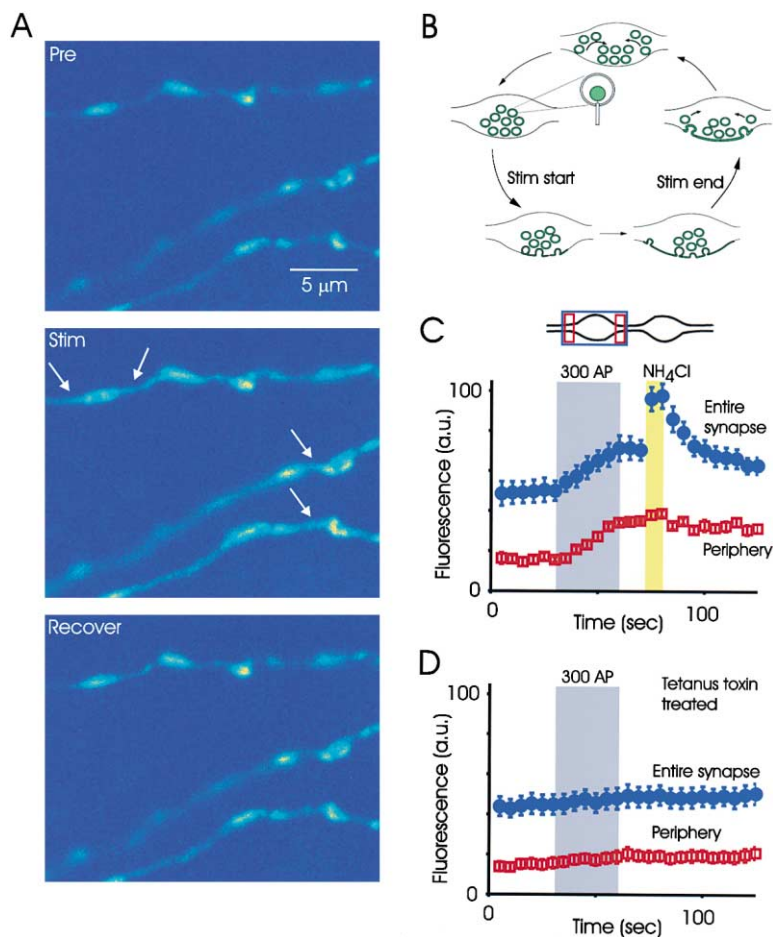 A
Pre
5 μm
Stim
Recover
B
Stim start
Stim end
C
300 AP
NH4Cl
100
Entire
synapse
Fluorescence (a.u.)
Periphery
0
0
100
Time (sec)
D
300 AP
Tetanus toxin
treated
100
Entire synapse
Fluorescence (a.u.)
Periphery
0
0
100
Time (sec)